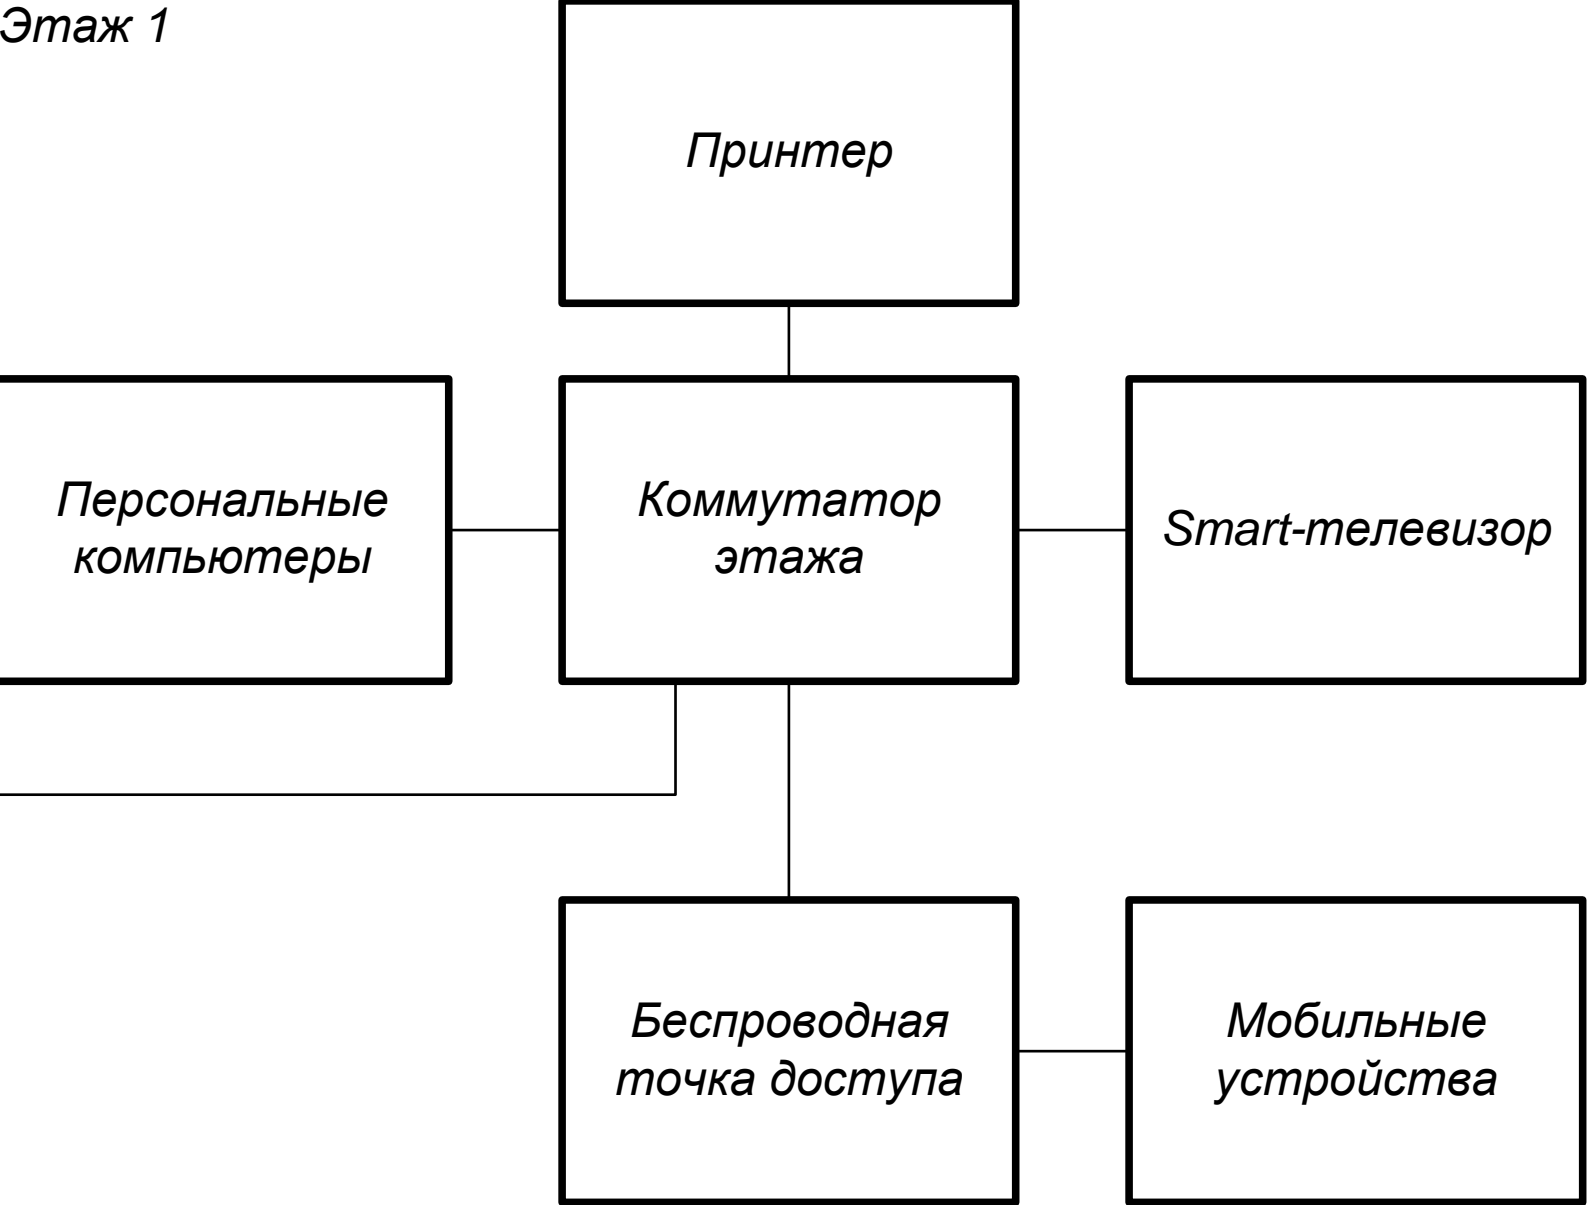 Этаж 1
Принтер
Персональные
компьютеры
Коммутатор
этажа
Smart-телевизор
Беспроводная
точка доступа
Мобильные
устройства